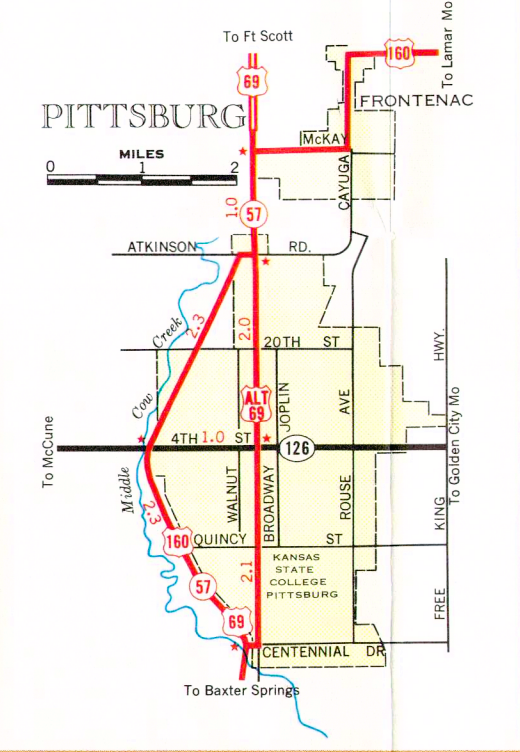 To Ft Scott
To Lamar Mo
69
160
PITTSBURG
FRONTENAC
McKAY
MILES
0 1 2
CAYUGA
1.0
57
ATKINSON RD.
2.3
2.0
20TH ST
Creek
HWY.
ALT
69
JOPLIN
AVE
Cow
To Golden City Mo
To McCune
4TH 1.0 ST
126
Middle
WALNUT
BROADWAY
ROUSE
KING
2.3
160
QUINCY ST
KANSAS
STATE
COLLEGE
PITTSBURG
2.1
57
FREE
69
CENTENNIAL DR
To Baxter Springs